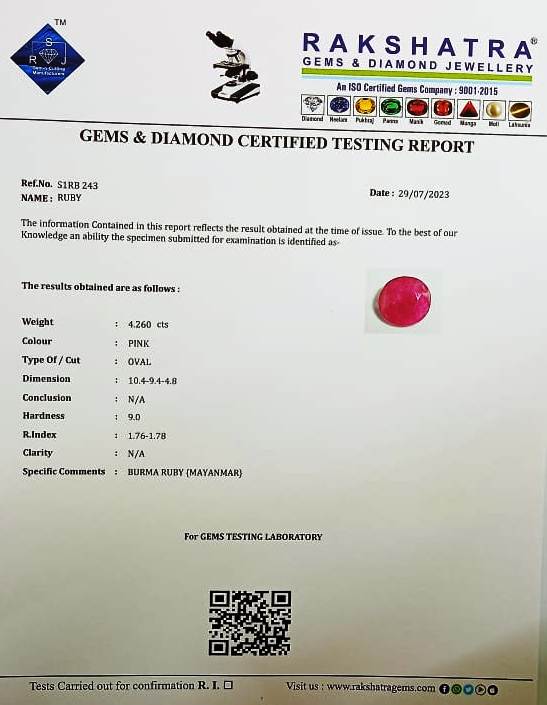 TM
S
R J
Gems Cutting
Manufacturers
RAKSHATRA®
GEMS & DIAMOND JEWELLERY
An ISO Certified Gems Company : 9001-2015
Diamond Neelam Pukhraj Panna Manik Gomed Munga Moti Lahsunia
GEMS & DIAMOND CERTIFIED TESTING REPORT
Ref.No. S1RB 243
Date : 29/07/2023
NAME : RUBY
The information Contained in this report reflects the result obtained at the time of issue. To the best of our
Knowledge an ability the specimen submitted for examination is identified as-
The results obtained are as follows :
Weight : 4.260 cts
Colour : PINK
Type Of / Cut : OVAL
Dimension : 10.4-9.4-4.8
Conclusion : N/A
Hardness : 9.0
R.Index : 1.76-1.78
Clarity : N/A
Specific Comments : BURMA RUBY (MAYANMAR)
For GEMS TESTING LABORATORY
Tests Carried out for confirmation R. I. ☐
Visit us : www.rakshatragems.com